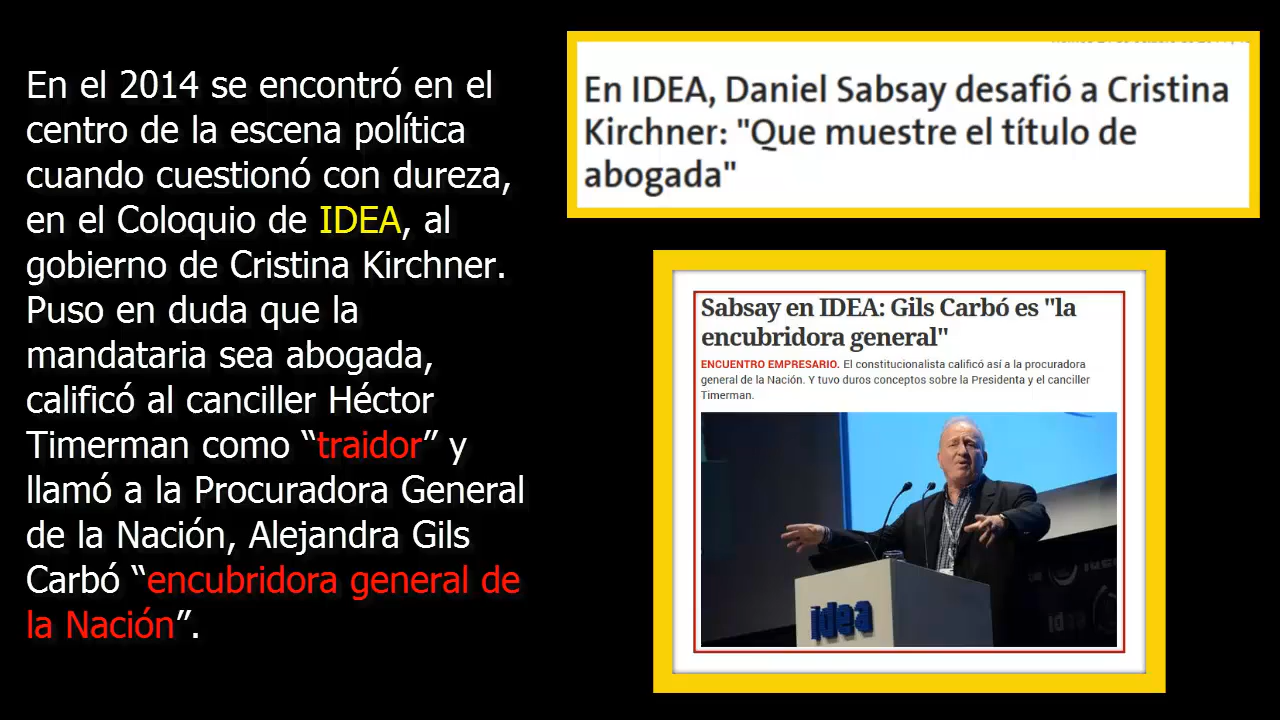 En el 2014 se encontró en el
centro de la escena política
cuando cuestionó con dureza,
en el Coloquio de IDEA, al
gobierno de Cristina Kirchner.
Puso en duda que la
mandataria sea abogada,
calificó al canciller Héctor
Timerman como “traidor” y
llamó a la Procuradora General
de la Nación, Alejandra Gils
Carbó “encubridora general de
la Nación”.
En IDEA, Daniel Sabsay desafió a Cristina
Kirchner: "Que muestre el título de
abogada"
Sabsay en IDEA: Gils Carbó es "la
encubridora general"
ENCUENTRO EMPRESARIO. El constitucionalista calificó así a la procuradora
general de la Nación. Y tuvo duros conceptos sobre la Presidenta y el canciller
Timerman.
idea
idea